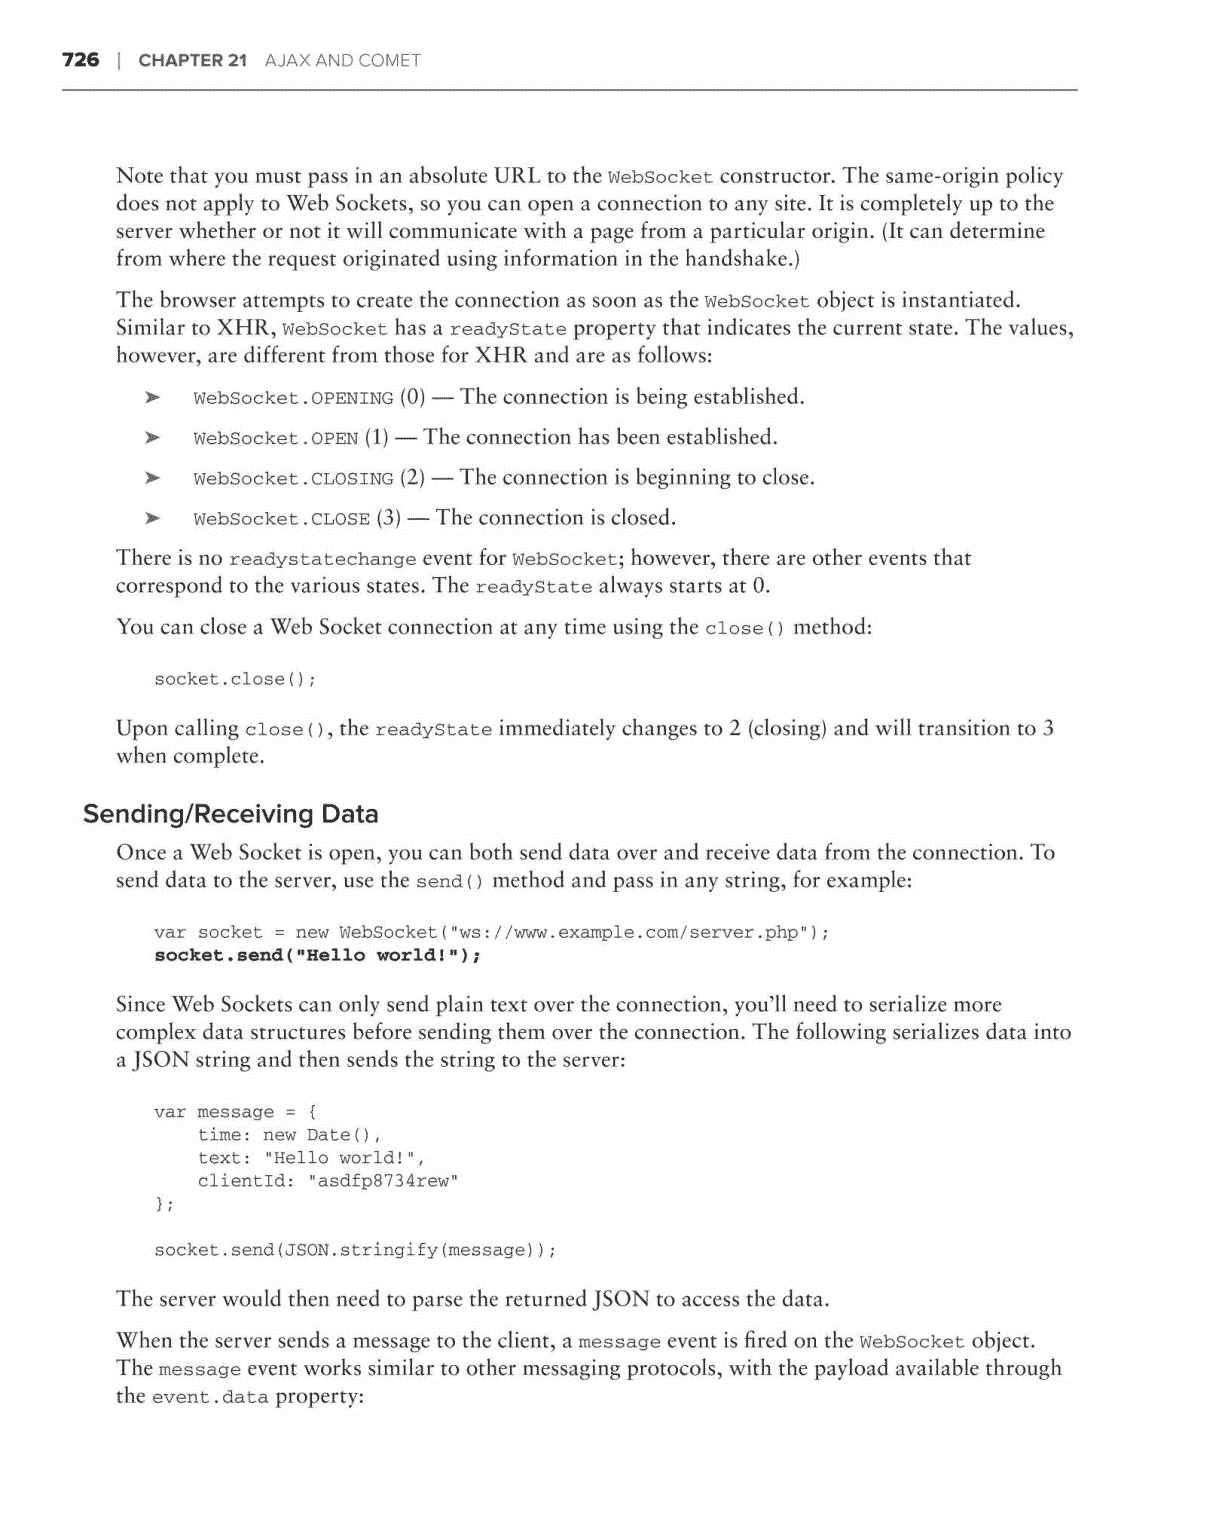 726 | CHAPTER 21 AJAX AND COMET
Note that you must pass in an absolute URL to the WebSocket constructor. The same-origin policy
does not apply to Web Sockets, so you can open a connection to any site. It is completely up to the
server whether or not it will communicate with a page from a particular origin. (It can determine
from where the request originated using information in the handshake.)
The browser attempts to create the connection as soon as the WebSocket object is instantiated.
Similar to XHR, WebSocket has a readyState property that indicates the current state. The values,
however, are different from those for XHR and are as follows:
➤ WebSocket.OPENING (0) — The connection is being established.
➤ WebSocket.OPEN (1) — The connection has been established.
➤ WebSocket.CLOSING (2) — The connection is beginning to close.
➤ WebSocket.CLOSE (3) — The connection is closed.
There is no readystatechange event for WebSocket; however, there are other events that
correspond to the various states. The readyState always starts at 0.
You can close a Web Socket connection at any time using the close() method:
socket.close();
Upon calling close(), the readyState immediately changes to 2 (closing) and will transition to 3
when complete.
Sending/Receiving Data
Once a Web Socket is open, you can both send data over and receive data from the connection. To
send data to the server, use the send() method and pass in any string, for example:
var socket = new WebSocket("ws://www.example.com/server.php");
socket.send("Hello world!");
Since Web Sockets can only send plain text over the connection, you'll need to serialize more
complex data structures before sending them over the connection. The following serializes data into
a JSON string and then sends the string to the server:
var message = {
    time: new Date(),
    text: "Hello world!",
    clientId: "asdfp8734rew"
};
socket.send(JSON.stringify(message));
The server would then need to parse the returned JSON to access the data.
When the server sends a message to the client, a message event is fired on the WebSocket object.
The message event works similar to other messaging protocols, with the payload available through
the event.data property: